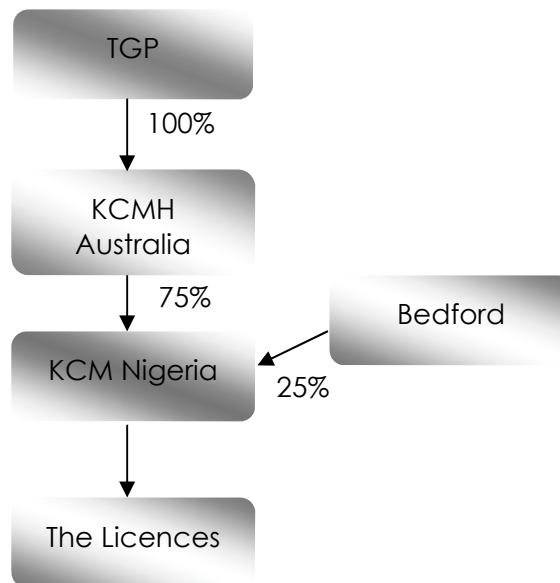 TGP
100%
KCMH
Australia
75%
Bedford
KCM Nigeria
25%
The Licences